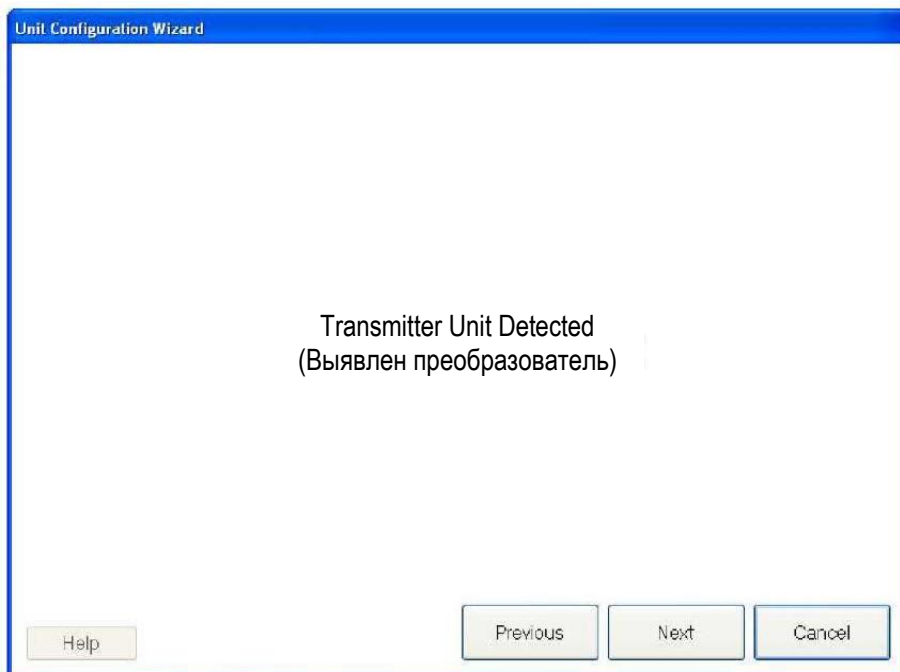 Unit Configuration Wizard
Transmitter Unit Detected
(Выявлен преобразователь)
Help
Previous
Next
Cancel